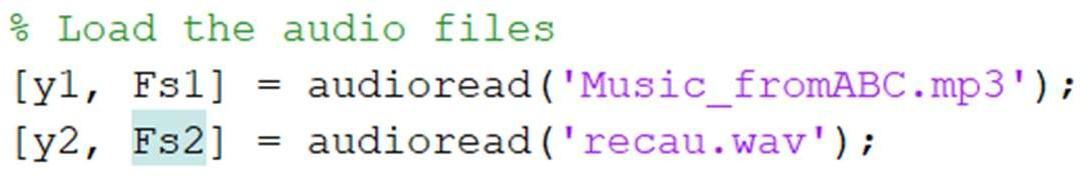 % Load the audio files
[y1, Fs1] = audioread('Music_fromABC.mp3');
[y2, Fs2] = audioread('recau.wav');